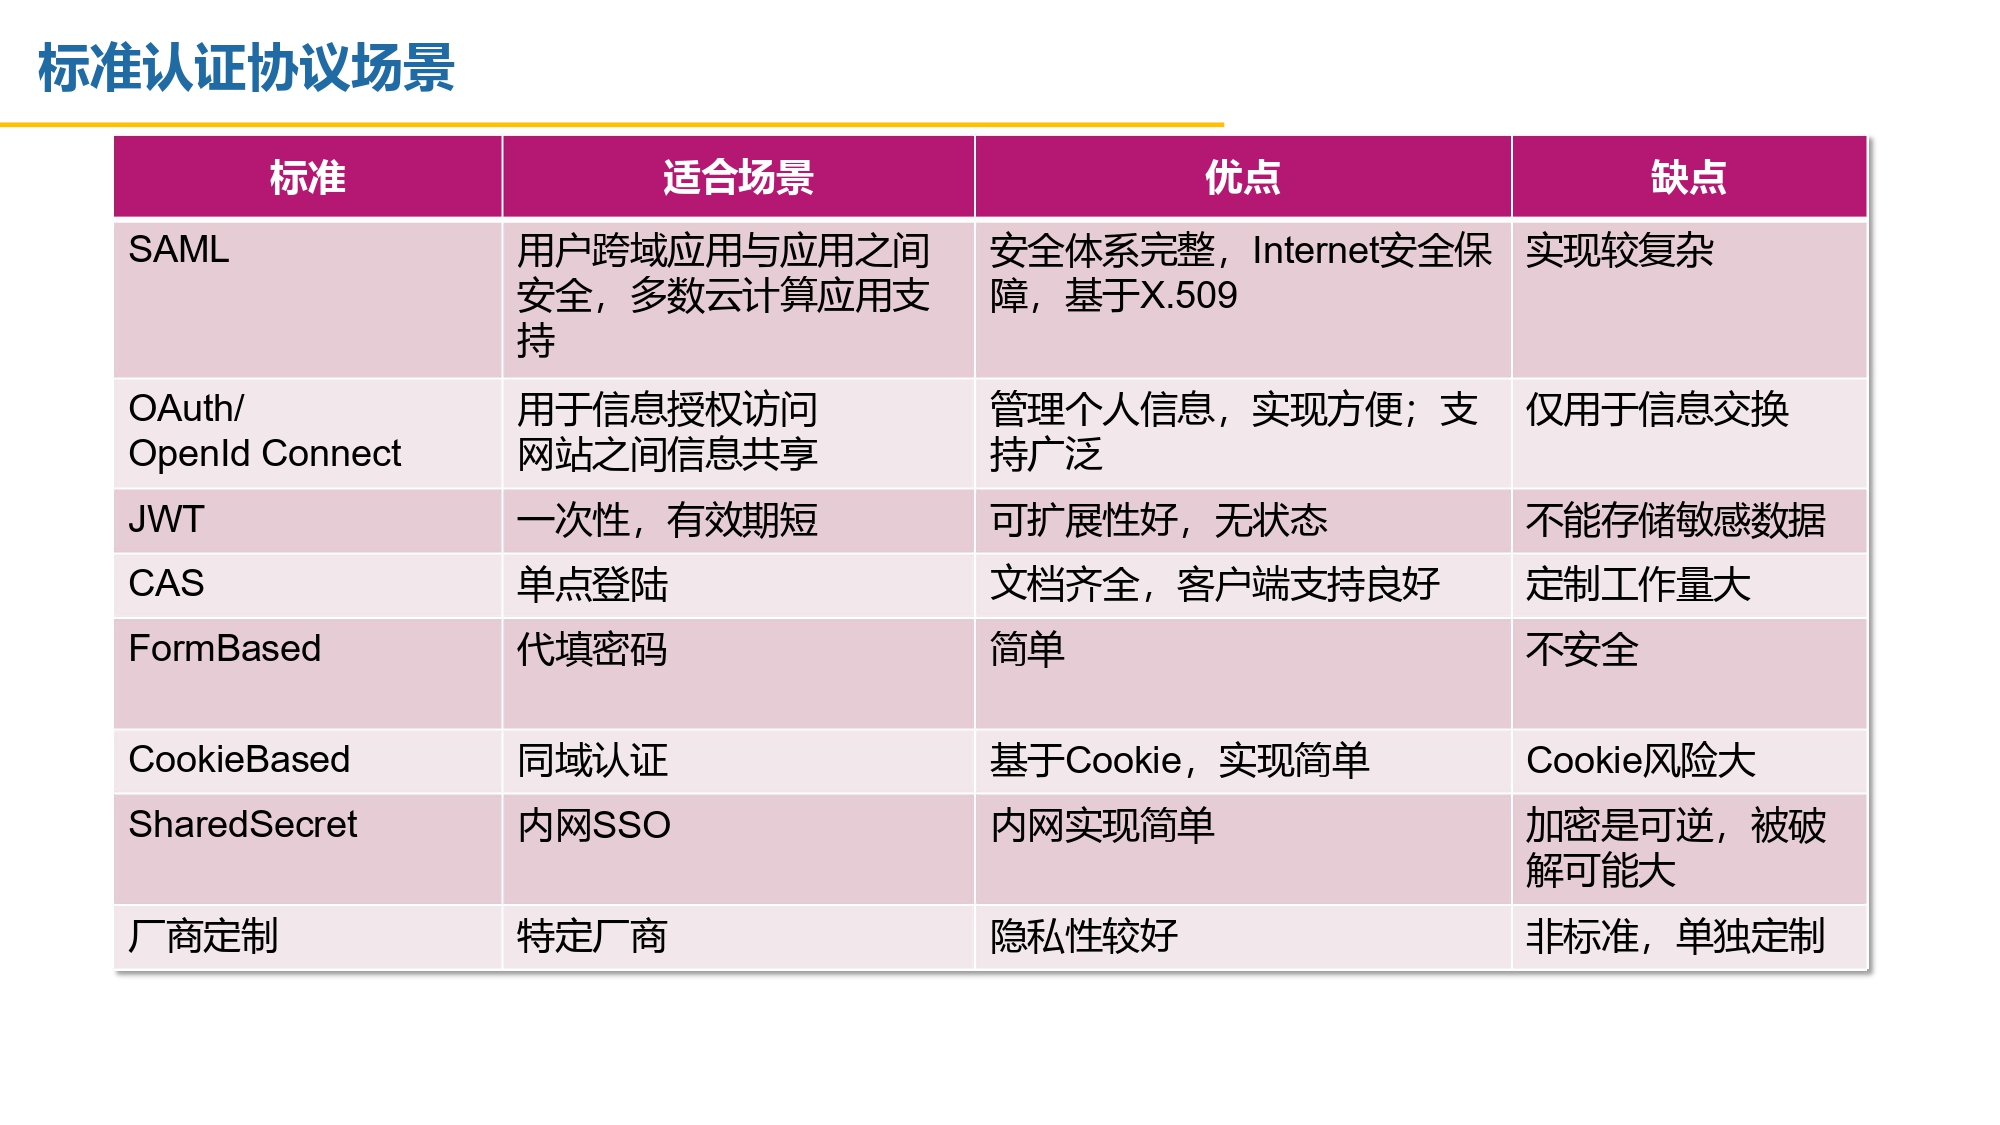 标准认证协议场景
标准
适合场景
优点
缺点
SAML
用户跨域应用与应用之间
安全，多数云计算应用支
持
安全体系完整，Internet安全保
障，基于X.509
实现较复杂
OAuth/
OpenId Connect
用于信息授权访问
网站之间信息共享
管理个人信息，实现方便；支
持广泛
仅用于信息交换
JWT
一次性，有效期短
可扩展性好，无状态
不能存储敏感数据
CAS
单点登陆
文档齐全，客户端支持良好
定制工作量大
FormBased
代填密码
简单
不安全
CookieBased
同域认证
基于Cookie，实现简单
Cookie风险大
SharedSecret
内网SSO
内网实现简单
加密是可逆，被破
解可能大
厂商定制
特定厂商
隐私性较好
非标准，单独定制